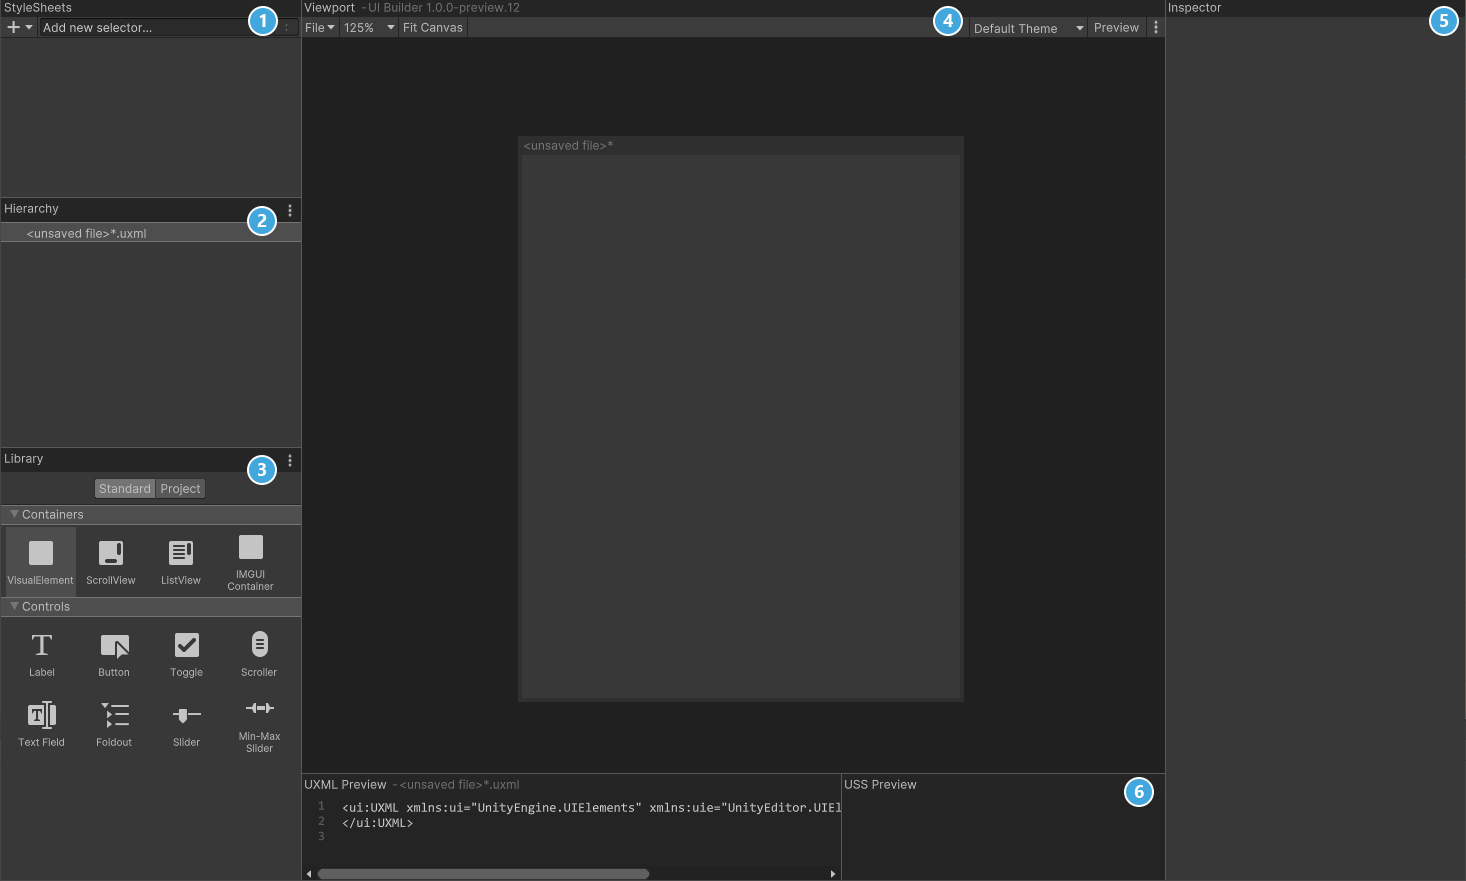 StyleSheets
Add new selector...
1
Hierarchy
2
<unsaved file>*.uxml
Library
3
Standard
Project
Containers
VisualElement
ScrollView
ListView
IMGUI
Container
Controls
Label
Button
Toggle
Scroller
Text Field
Foldout
Slider
Min-Max
Slider
Viewport - UI Builder 1.0.0-preview.12
File
125%
Fit Canvas
4
Default Theme
Preview
<unsaved file>*
UXML Preview - <unsaved file>*.uxml
1 <ui:UXML xmlns:ui="UnityEngine.UIElements" xmlns:uie="UnityEditor.UIEl
2 </ui:UXML>
3
USS Preview
6
Inspector
5